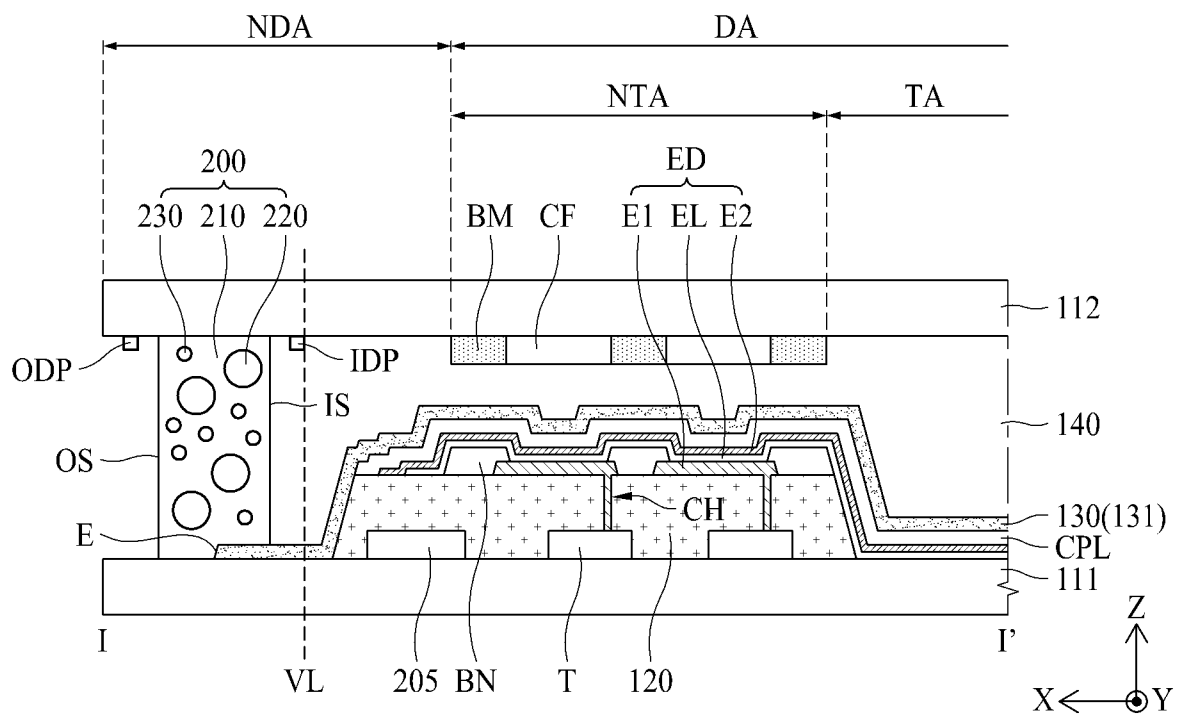 NDA DA
NTA TA
200 ED
230 210 220 BM CF E1 EL E2
112
ODP IDP
IS
140
OS
CH
E 130(131)
CPL
111
I I'
VL 205 BN T 120
Z
X Y